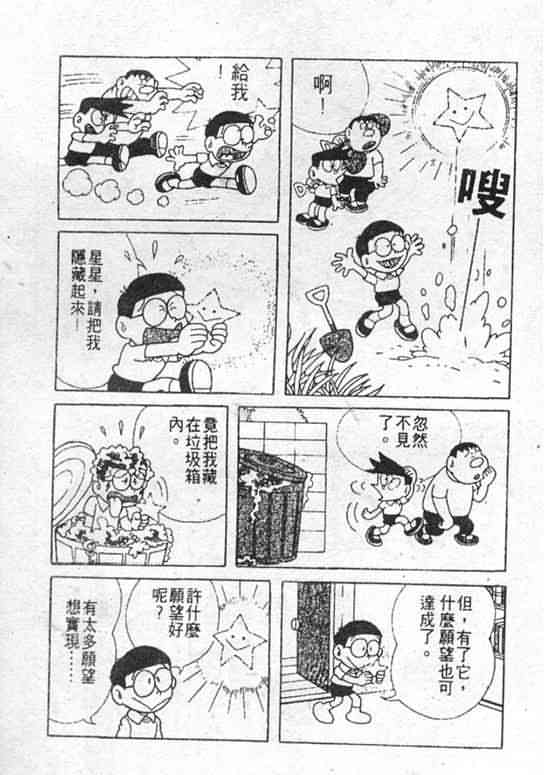 啊!
嗖
給我
!
星星,請把我
隱藏起來!
忽然
不見
了。
竟把我藏
在垃圾箱
內。
但,有了它,
什麼願望也可
達成了。
許什麼
願望好
呢?
有太多願望
想實現……